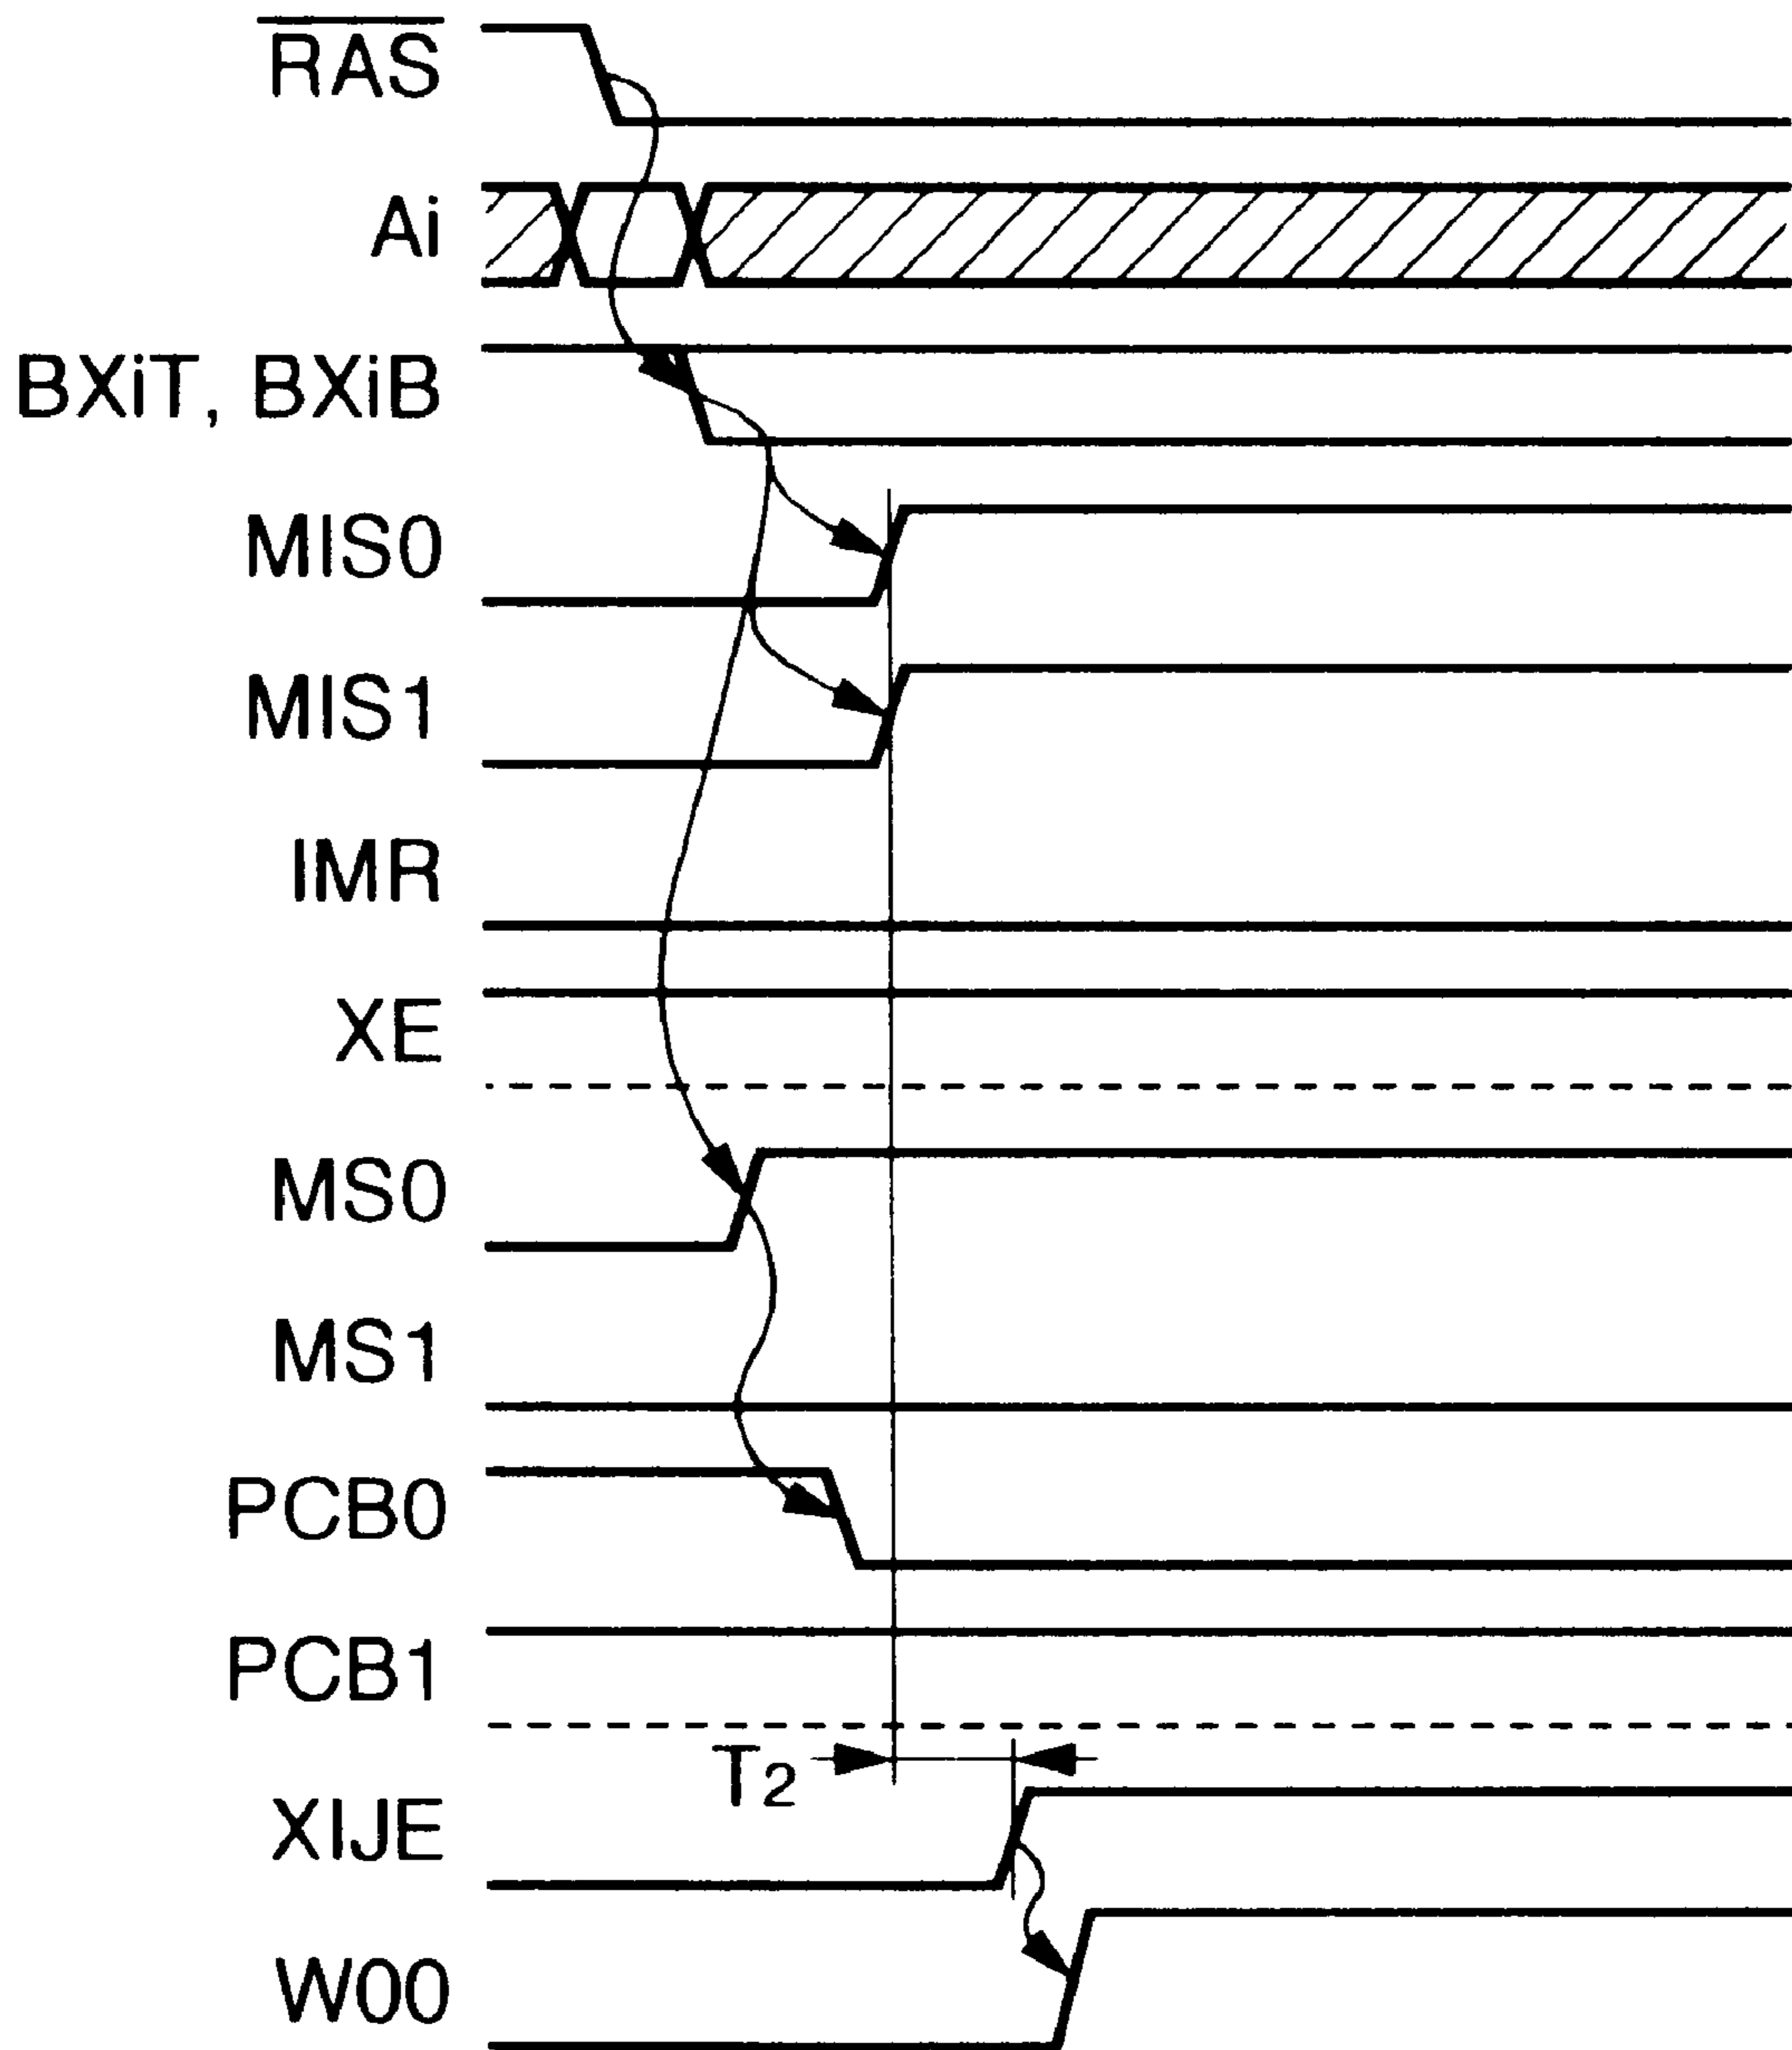 RAS
Ai
BXiT, BXiB
MIS0
MIS1
IMR
XE
MS0
MS1
PCB0
PCB1
T2
XIJE
W00